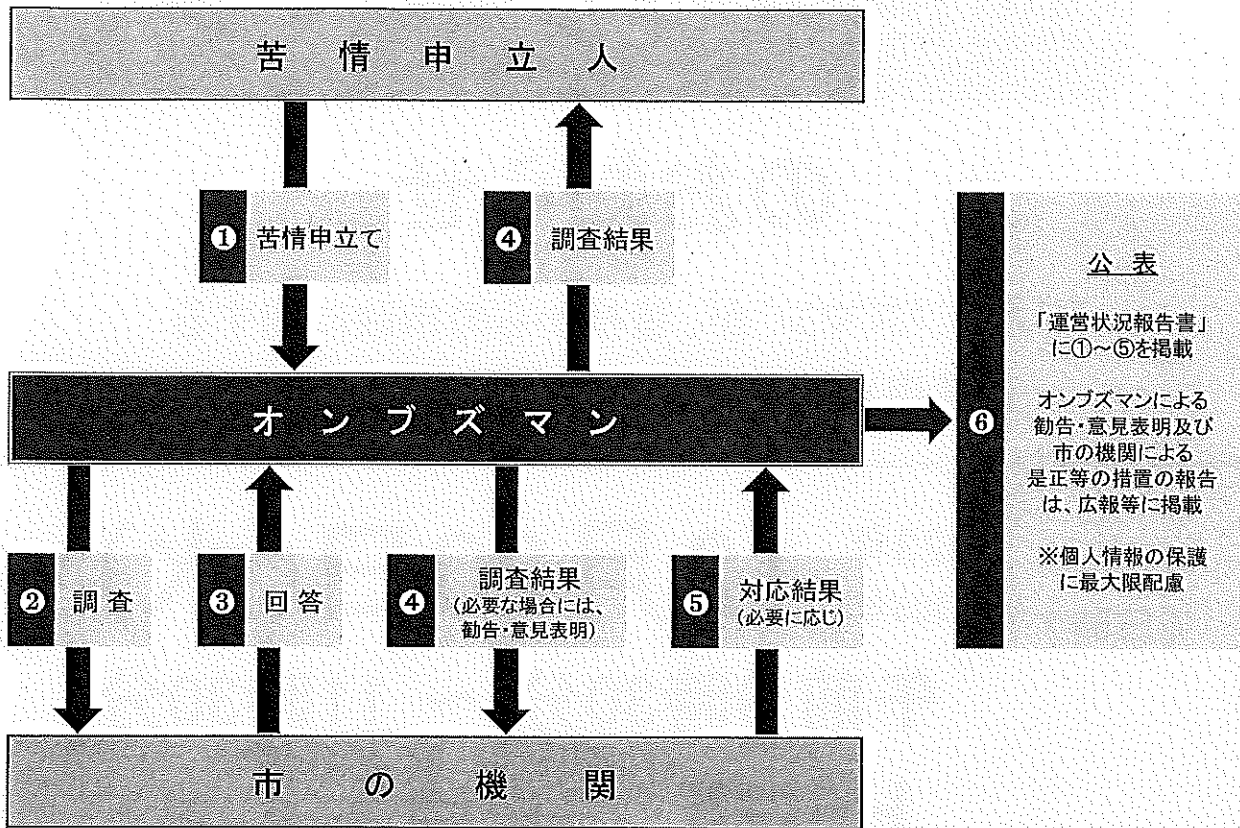 苦情申立人
❶ 苦情申立て
❹ 調査結果
オンブズマン
❷ 調査
❸ 回答
❹ 調査結果
(必要な場合には、
勧告・意見表明)
❺ 対応結果
(必要に応じ)
市の機関
❻
公表
「運営状況報告書」
に①～⑤を掲載
オンブズマンによる
勧告・意見表明及び
市の機関による
是正等の措置の報告
は、広報等に掲載
※個人情報の保護
に最大限配慮